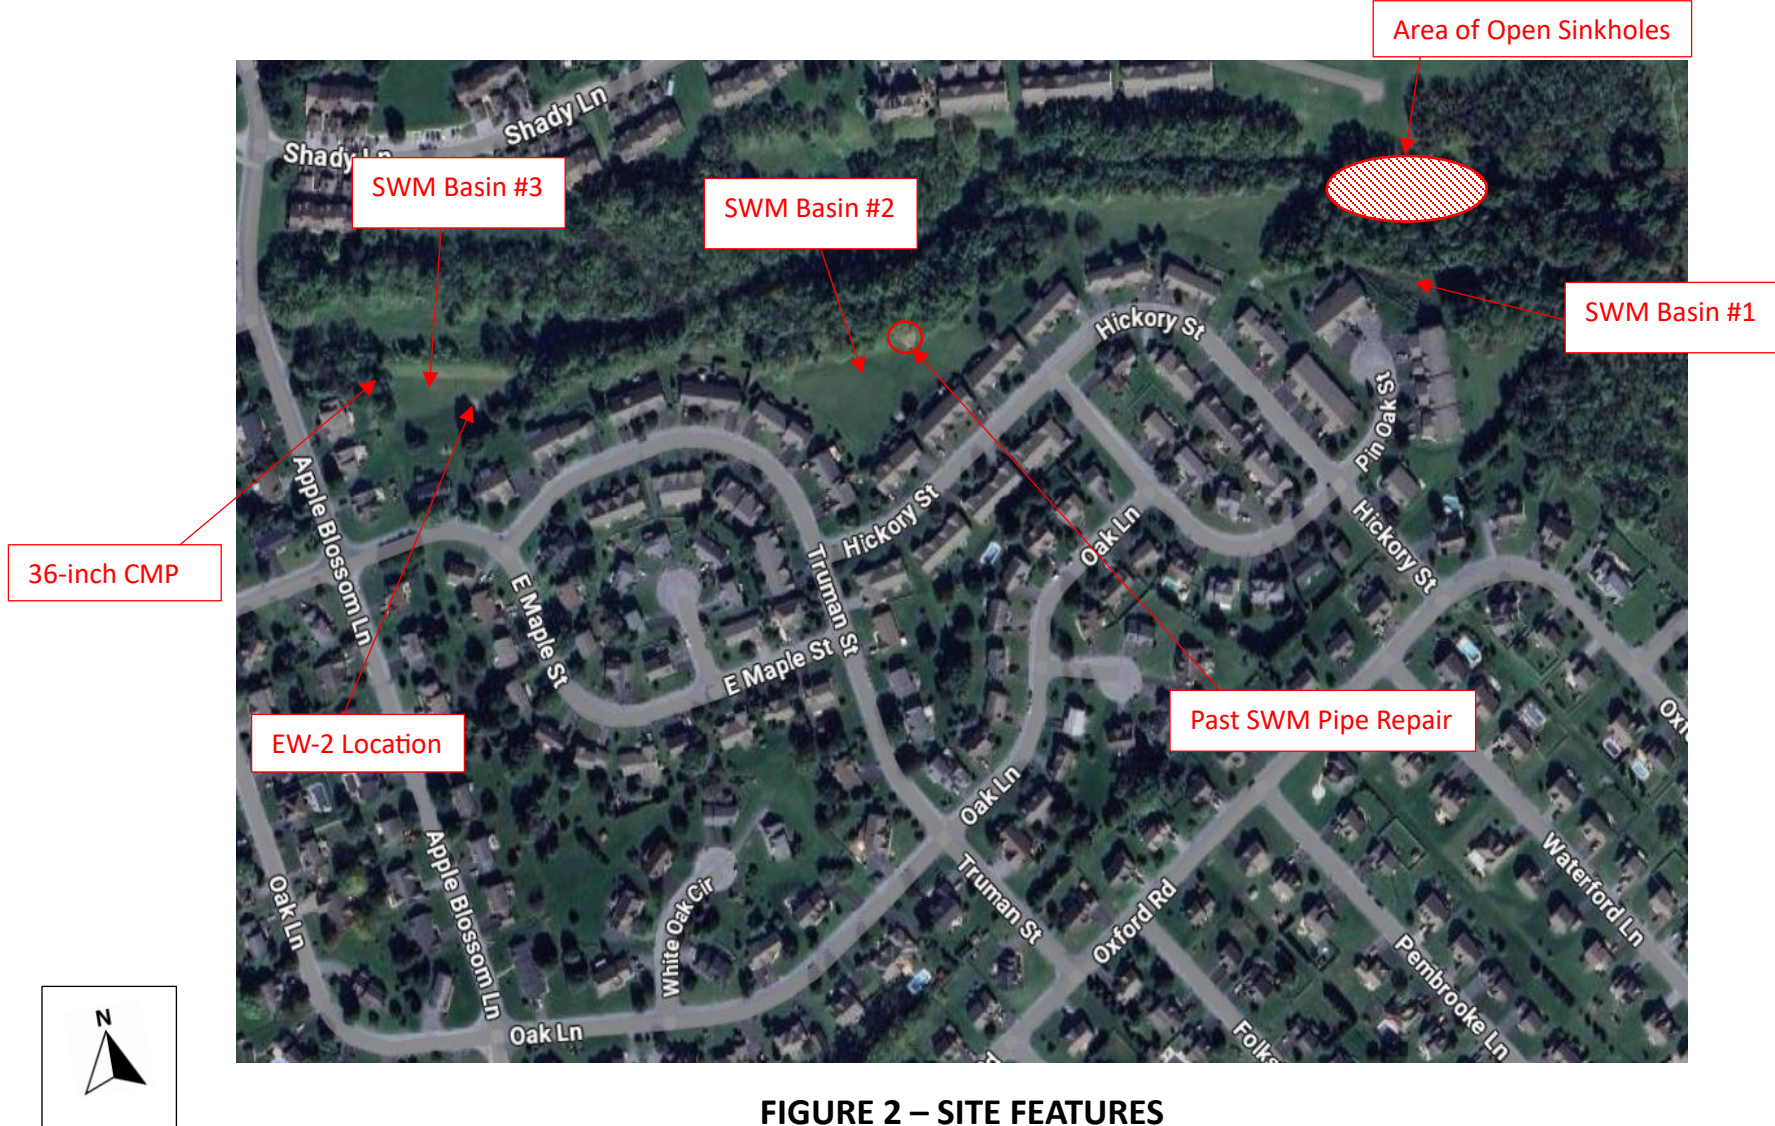 Area of Open Sinkholes
Shady Ln
Shady Ln
SWM Basin #3
SWM Basin #2
SWM Basin #1
Hickory St
Pin Oak St
Apple Blossom Ln
Hickory St
Oak Ln
Hickory St
36-inch CMP
E Maple St
Truman St
E Maple St
EW-2 Location
Past SWM Pipe Repair
Oak Ln
Apple Blossom Ln
Oak Ln
White Oak Cir
Truman St
Oxford Rd
Waterford Ln
Pembrooke Ln
Oak Ln
N
FIGURE 2 – SITE FEATURES